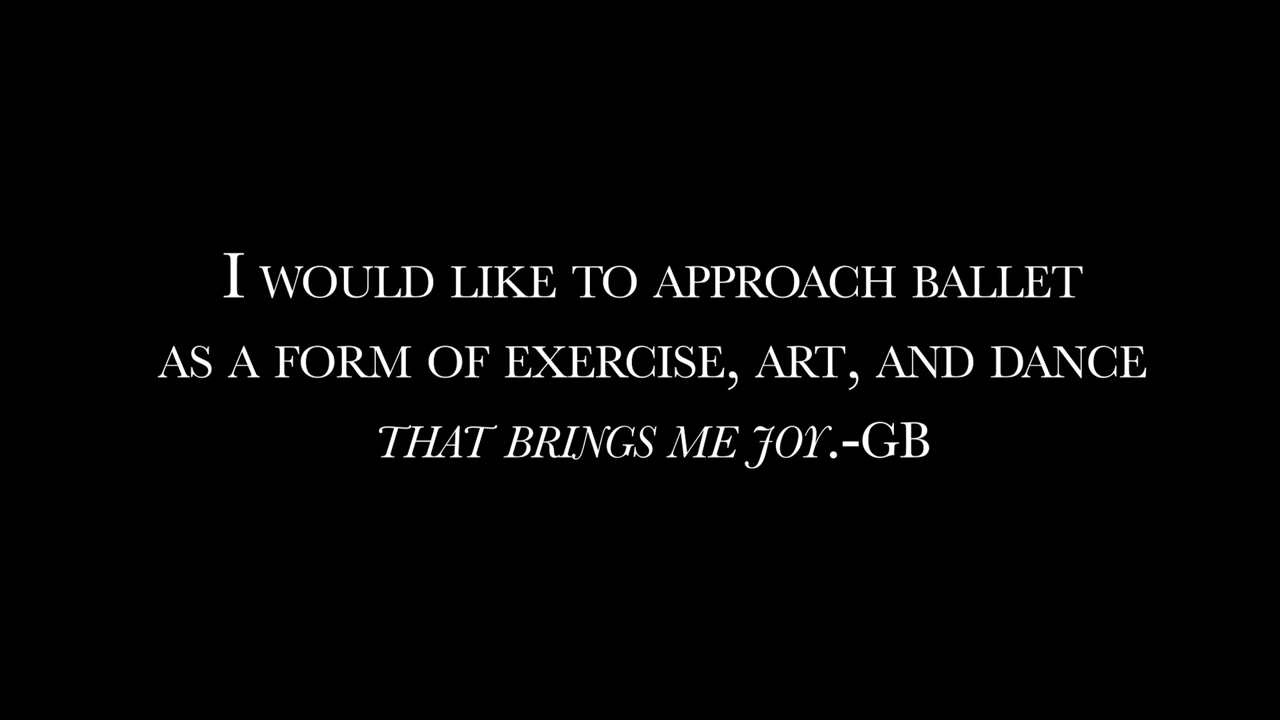 I WOULD LIKE TO APPROACH BALLET
AS A FORM OF EXERCISE, ART, AND DANCE
THAT BRINGS ME JOY.-GB